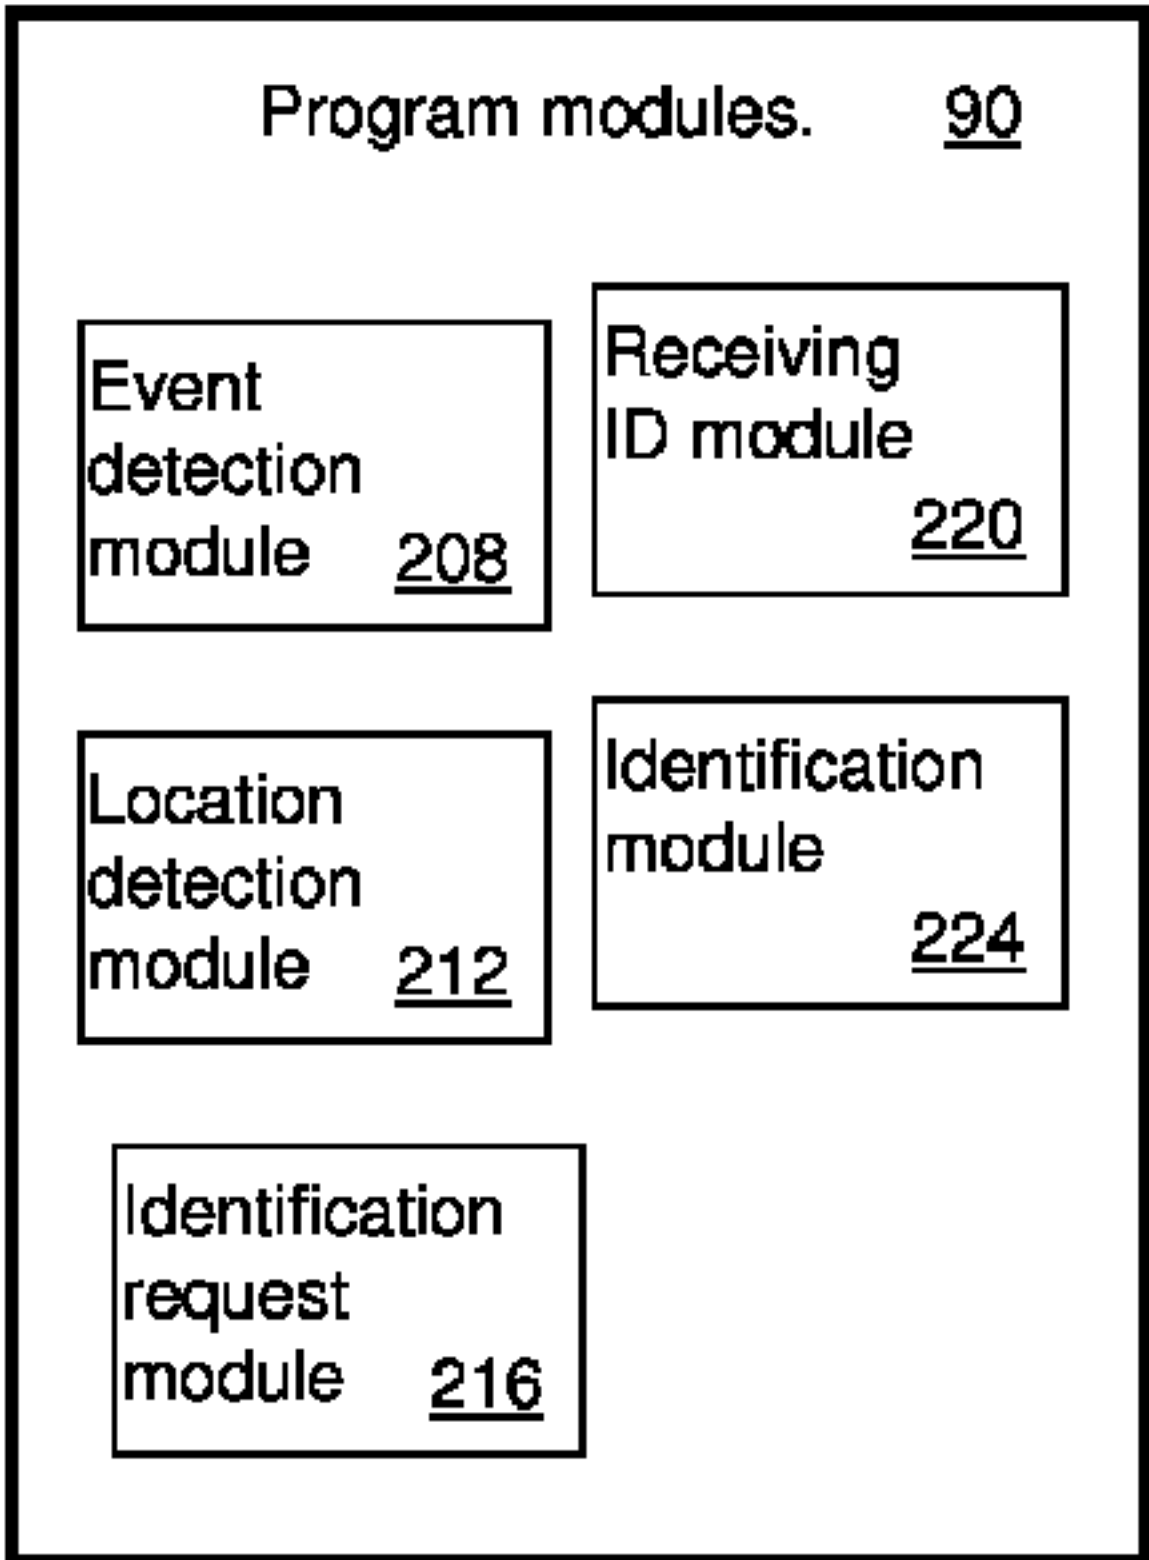 Program modules. 90
Event
detection
module 208
Location
detection
module 212
Identification
request
module 216
Receiving
ID module
220
Identification
module
224